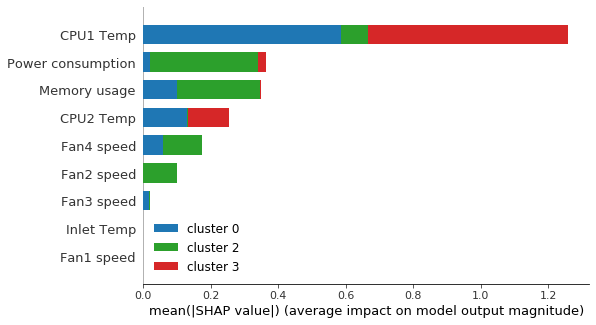 CPU1 Temp
Power consumption
Memory usage
CPU2 Temp
Fan4 speed
Fan2 speed
Fan3 speed
Inlet Temp
Fan1 speed
cluster 0
cluster 2
cluster 3
0.0 0.2 0.4 0.6 0.8 1.0 1.2
mean(|SHAP value|) (average impact on model output magnitude)